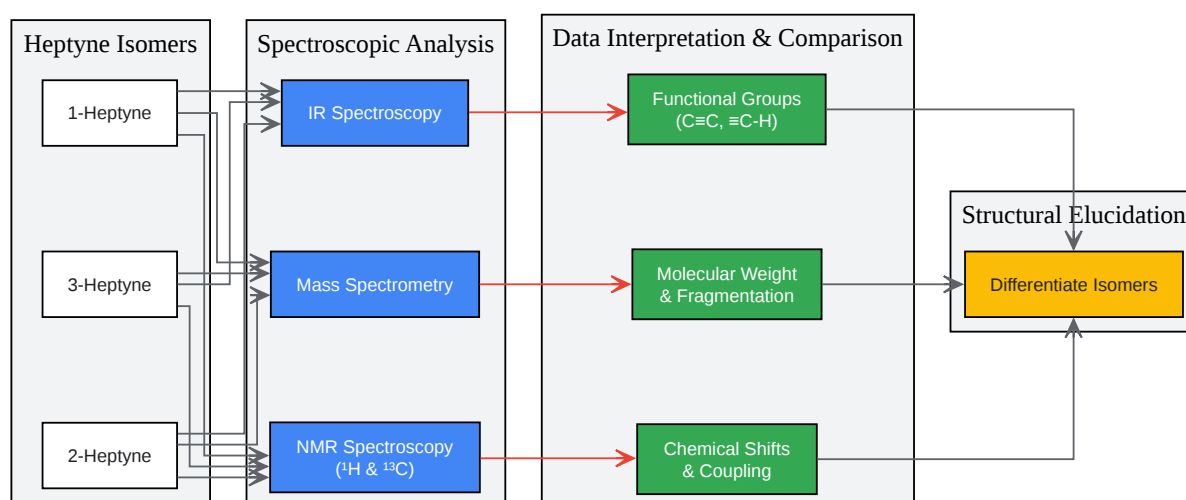 Heptyne Isomers
1-Heptyne
3-Heptyne
2-Heptyne
Spectroscopic Analysis
IR Spectroscopy
Mass Spectrometry
NMR Spectroscopy
(¹H & ¹³C)
Data Interpretation & Comparison
Functional Groups
(C≡C, ≡C-H)
Molecular Weight
& Fragmentation
Chemical Shifts
& Coupling
Structural Elucidation
Differentiate Isomers